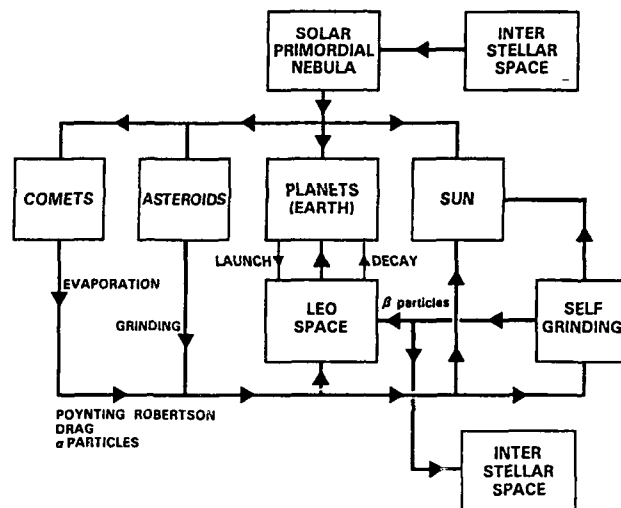 SOLAR
PRIMORDIAL
NEBULA
INTER
STELLAR
SPACE
COMETS
ASTEROIDS
PLANETS
(EARTH)
SUN
LAUNCH
DECAY
EVAPORATION
GRINDING
LEO
SPACE
β particles
SELF
GRINDING
POYNTING ROBERTSON
DRAG
α PARTICLES
INTER
STELLAR
SPACE